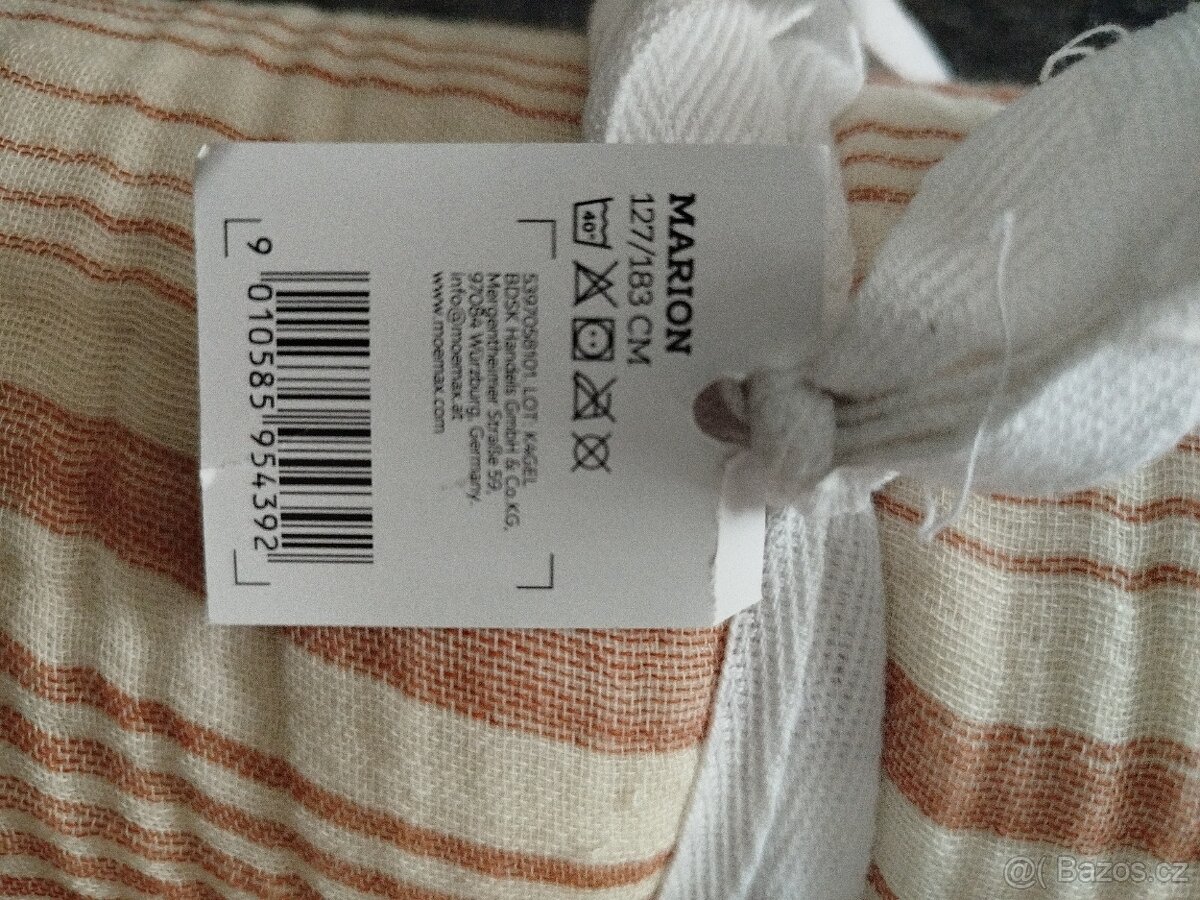 MARION
127/183 CM
40°
5397058101 LOT: KAGEL
BDSK Handels GmbH & Co KG,
Mergentheimer Straße 59,
97084 Würzburg, Germany,
info@moemax.at
www.moemax.com
9 010585 954392
@( Bazos.cz